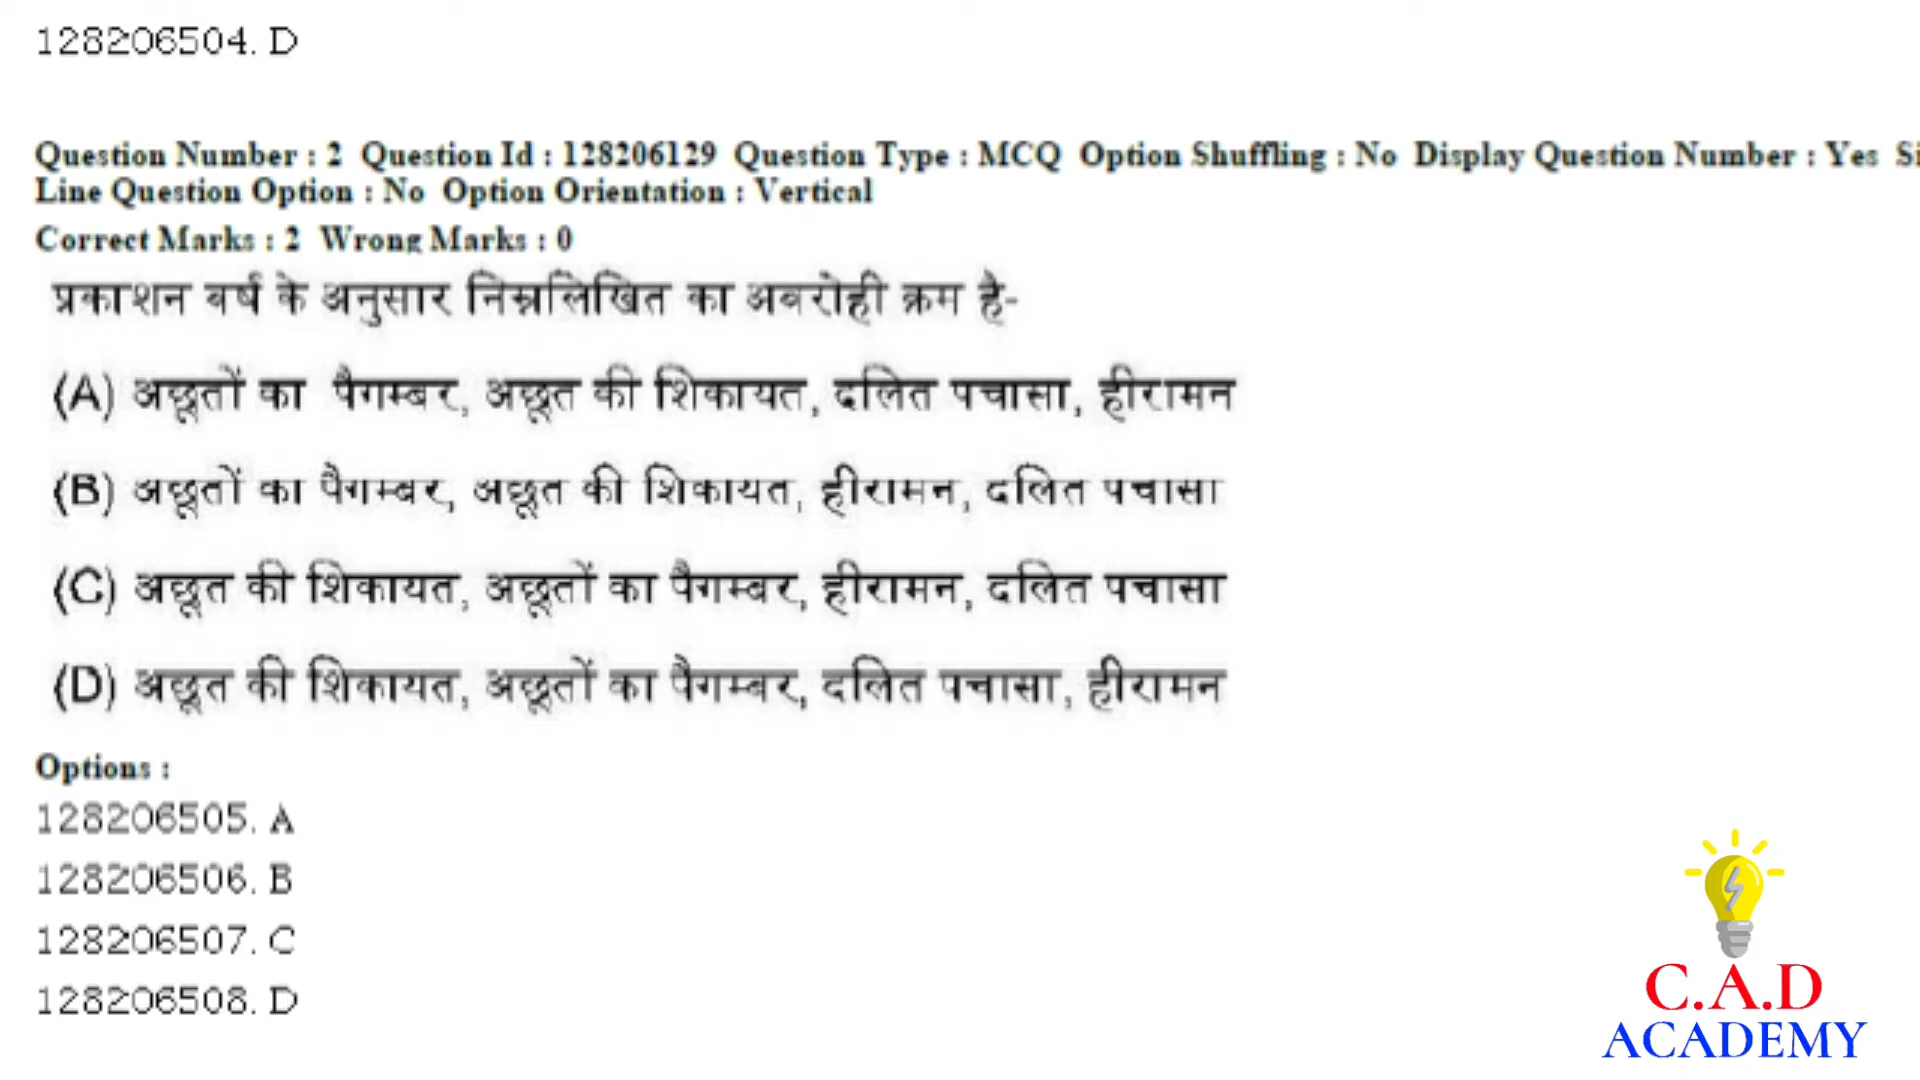 128206504. D
Question Number : 2 Question Id : 128206129 Question Type : MCQ Option Shuffling : No Display Question Number : Yes Si
Line Question Option : No Option Orientation : Vertical
Correct Marks : 2 Wrong Marks : 0
प्रकाशन वर्ष के अनुसार निम्नलिखित का अवरोही क्रम है-
(A) अछूतों का पैगम्बर, अछूत की शिकायत, दलित पचासा, हीरामन
(B) अछूतों का पैगम्बर, अछूत की शिकायत, हीरामन, दलित पचासा
(C) अछूत की शिकायत, अछूतों का पैगम्बर, हीरामन, दलित पचासा
(D) अछूत की शिकायत, अछूतों का पैगम्बर, दलित पचासा, हीरामन
Options :
128206505. A
128206506. B
128206507. C
128206508. D
C.A.D
ACADEMY